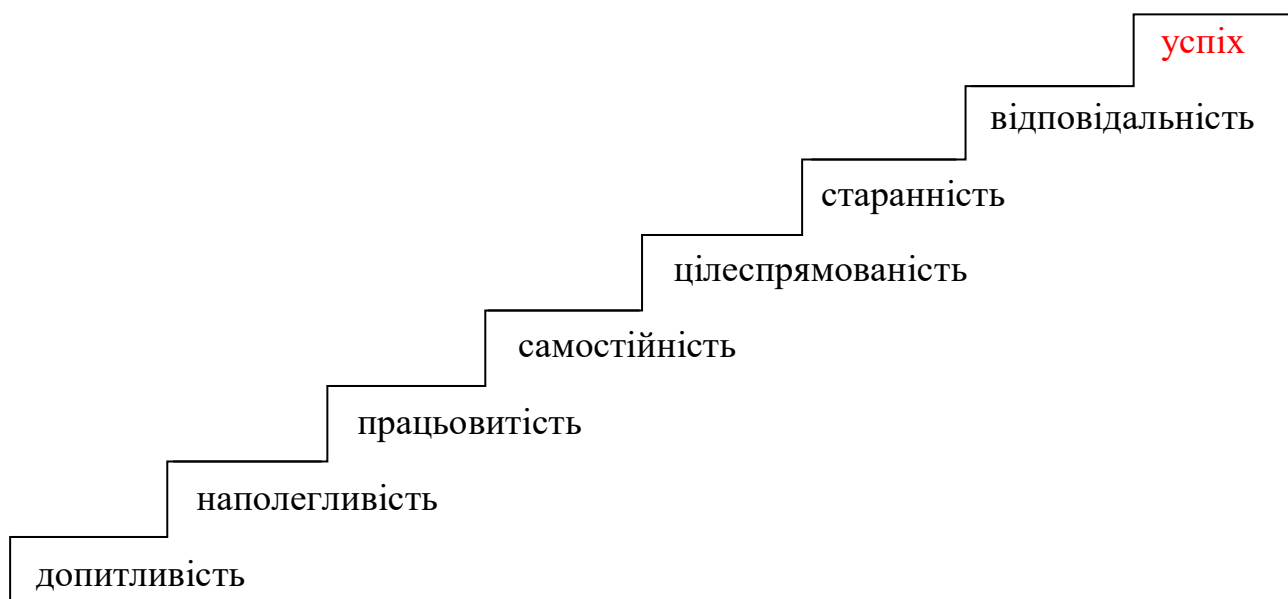 успіх
відповідальність
старанність
цілеспрямованість
самостійність
працьовитість
наполегливість
допитливість